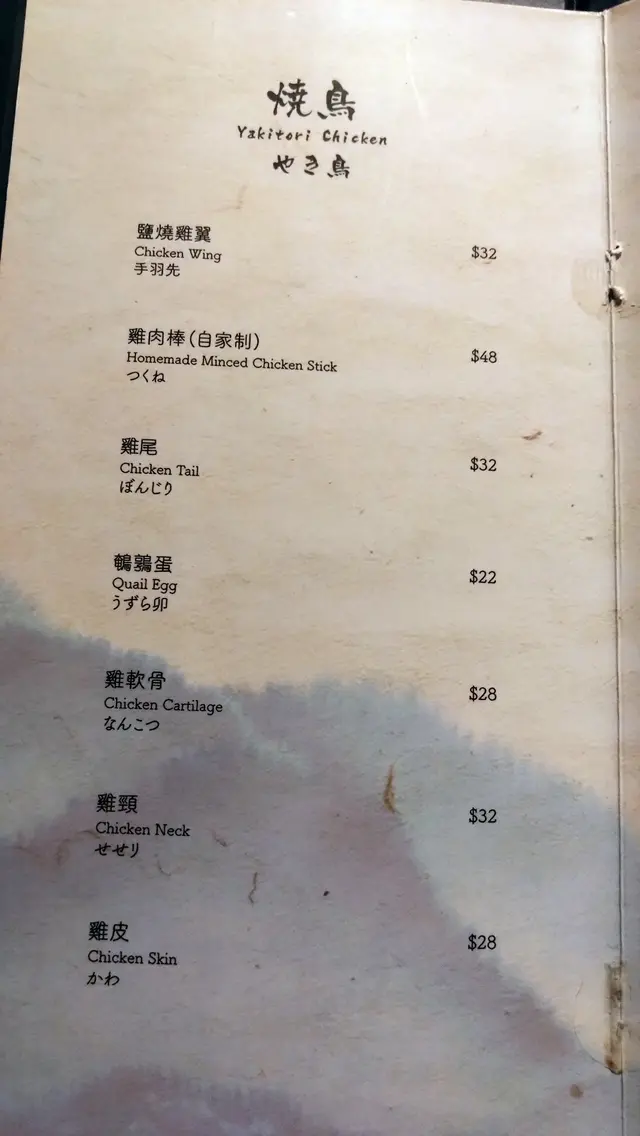 焼鳥
Yakitori Chicken
やき鳥
鹽燒雞翼
Chicken Wing
手羽先
$32
雞肉棒(自家制)
Homemade Minced Chicken Stick
つくね
$48
雞尾
Chicken Tail
ぼんじり
$32
鵪鶉蛋
Quail Egg
うずら卵
$22
雞軟骨
Chicken Cartilage
なんこつ
$28
雞頸
Chicken Neck
せせり
$32
雞皮
Chicken Skin
かわ
$28